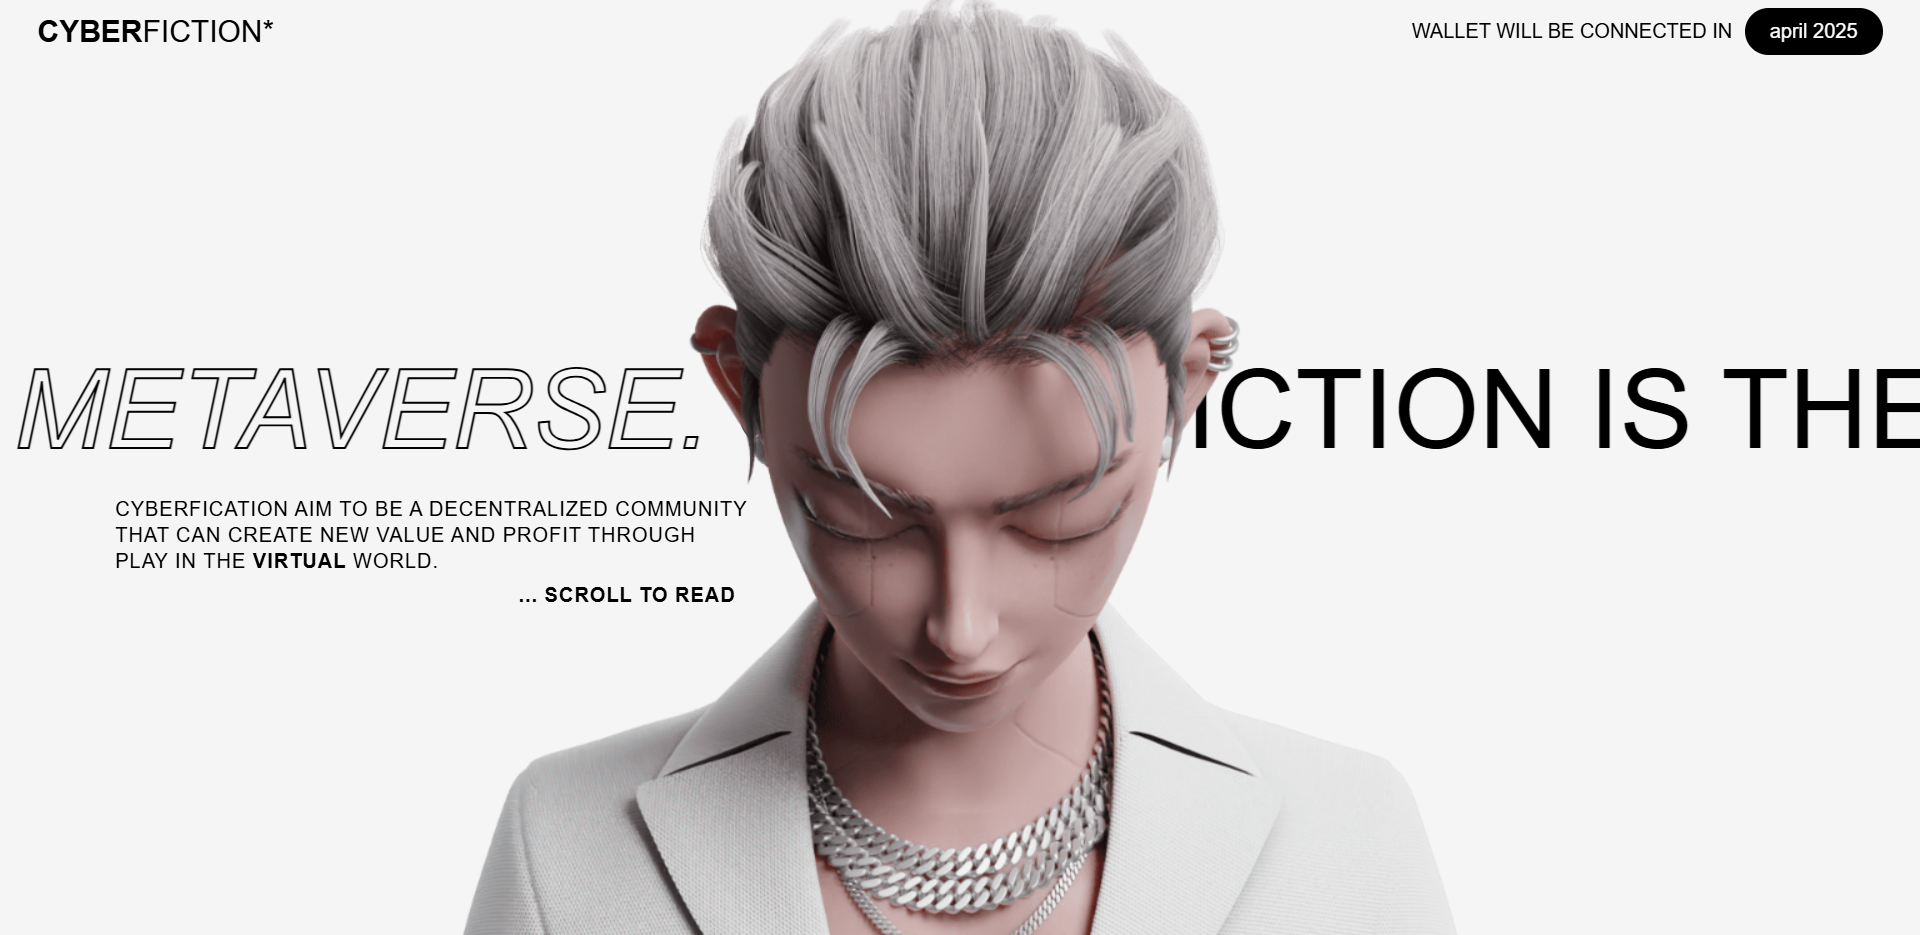 CYBERFICTION*
WALLET WILL BE CONNECTED IN april 2025
METAVERSE.
ICTION IS THE
CYBERFICATION AIM TO BE A DECENTRALIZED COMMUNITY
THAT CAN CREATE NEW VALUE AND PROFIT THROUGH
PLAY IN THE VIRTUAL WORLD.
... SCROLL TO READ